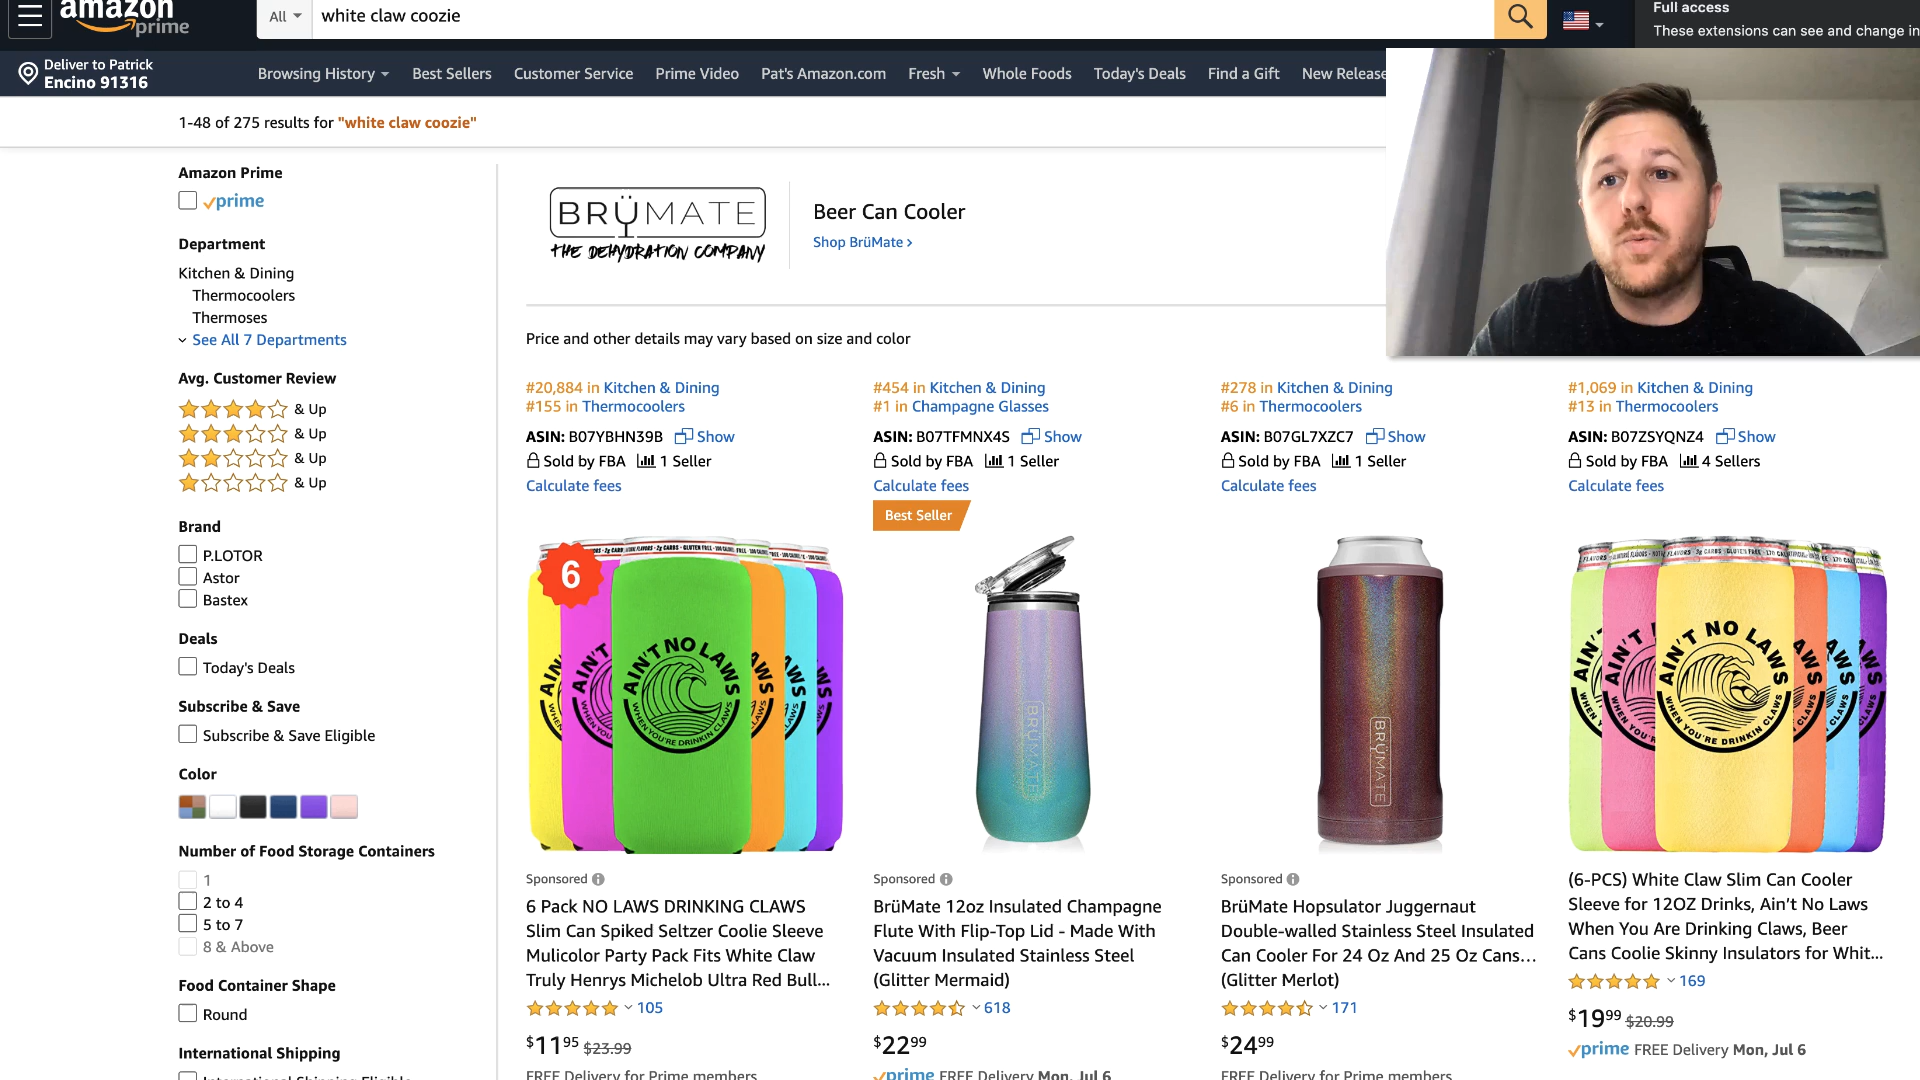 amazon
prime
All
white claw coozie
Full access
These extensions can see and change in
Deliver to Patrick
Encino 91316
Browsing History
Best Sellers
Customer Service
Prime Video
Pat's Amazon.com
Fresh
Whole Foods
Today's Deals
Find a Gift
New Release
1-48 of 275 results for "white claw coozie"
Amazon Prime
prime
Department
Kitchen & Dining
Thermocoolers
Thermoses
See All 7 Departments
Avg. Customer Review
& Up
& Up
& Up
& Up
Brand
P.LOTOR
Astor
Bastex
Deals
Today's Deals
Subscribe & Save
Subscribe & Save Eligible
Color
Number of Food Storage Containers
1
2 to 4
5 to 7
8 & Above
Food Container Shape
Round
International Shipping
International Shipping Eligible
BRÜMATE
THE DEHYDRATION COMPANY
Beer Can Cooler
Shop BrüMate ›
Price and other details may vary based on size and color
#20,884 in Kitchen & Dining
#155 in Thermocoolers
ASIN: B07YBHN39B Show
Sold by FBA 1 Seller
Calculate fees
6
AIN'T NO LAWS
WHEN YOU'RE DRINKIN CLAWS
Sponsored
6 Pack NO LAWS DRINKING CLAWS
Slim Can Spiked Seltzer Coolie Sleeve
Mulicolor Party Pack Fits White Claw
Truly Henrys Michelob Ultra Red Bull...
105
$11.95 $23.99
FREE Delivery for Prime members
#454 in Kitchen & Dining
#1 in Champagne Glasses
ASIN: B07TFMNX4S Show
Sold by FBA 1 Seller
Calculate fees
Best Seller
BRÜMATE
Sponsored
BrüMate 12oz Insulated Champagne
Flute With Flip-Top Lid - Made With
Vacuum Insulated Stainless Steel
(Glitter Mermaid)
618
$22.99
prime FREE Delivery Mon, Jul 6
#278 in Kitchen & Dining
#6 in Thermocoolers
ASIN: B07GL7XZC7 Show
Sold by FBA 1 Seller
Calculate fees
BRÜMATE
Sponsored
BrüMate Hopsulator Juggernaut
Double-walled Stainless Steel Insulated
Can Cooler For 24 Oz And 25 Oz Cans...
(Glitter Merlot)
171
$24.99
FREE Delivery for Prime members
#1,069 in Kitchen & Dining
#13 in Thermocoolers
ASIN: B07ZSYQNZ4 Show
Sold by FBA 4 Sellers
Calculate fees
AIN'T NO LAWS
WHEN YOU'RE DRINKIN CLAWS
(6-PCS) White Claw Slim Can Cooler
Sleeve for 12OZ Drinks, Ain't No Laws
When You Are Drinking Claws, Beer
Cans Coolie Skinny Insulators for Whit...
169
$19.99 $20.99
prime FREE Delivery Mon, Jul 6